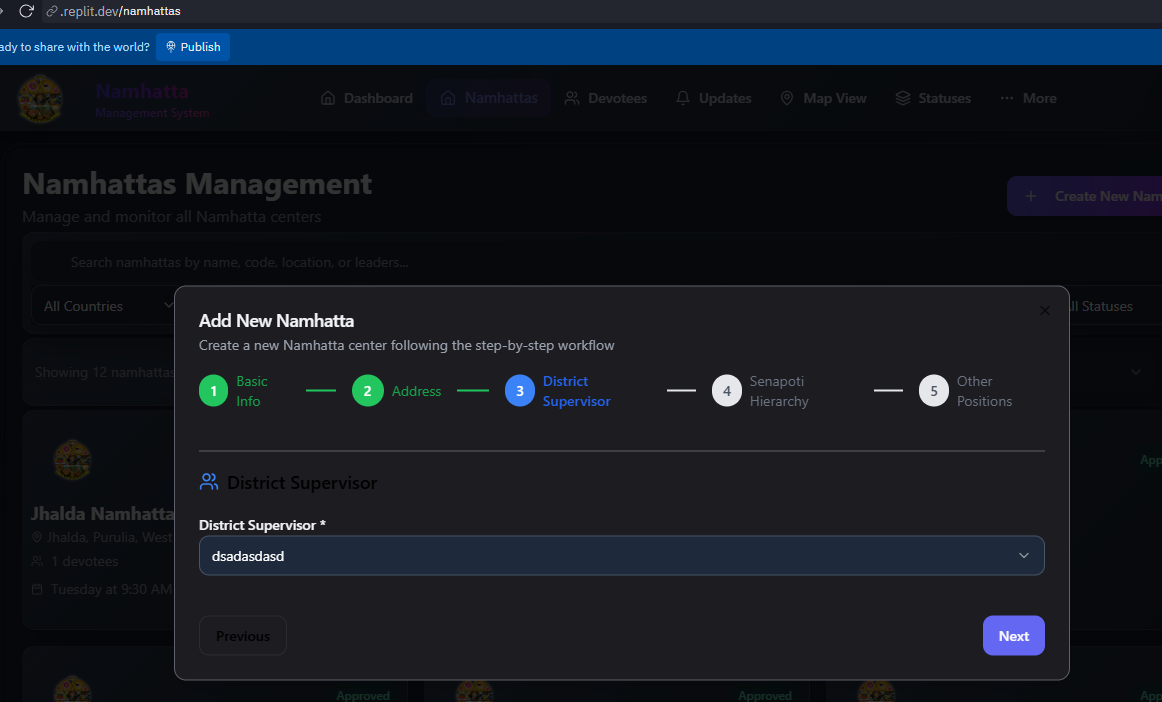 .replit.dev/namhattas
ady to share with the world? Publish
Namhatta
Management System
Dashboard Namhattas Devotees Updates Map View Statuses More
Namhattas Management
Manage and monitor all Namhatta centers
+ Create New Nam
Search namhattas by name, code, location, or leaders...
All Countries
ll Statuses
Showing 12 namhattas
Add New Namhatta
Create a new Namhatta center following the step-by-step workflow
1 Basic Info
2 Address
3 District Supervisor
4 Senapoti Hierarchy
5 Other Positions
App
Jhalda Namhatta
Jhalda, Purulia, West
1 devotees
Tuesday at 9:30 AM
District Supervisor
District Supervisor *
dsadasdasd
Previous
Next
Approved
Approved
App